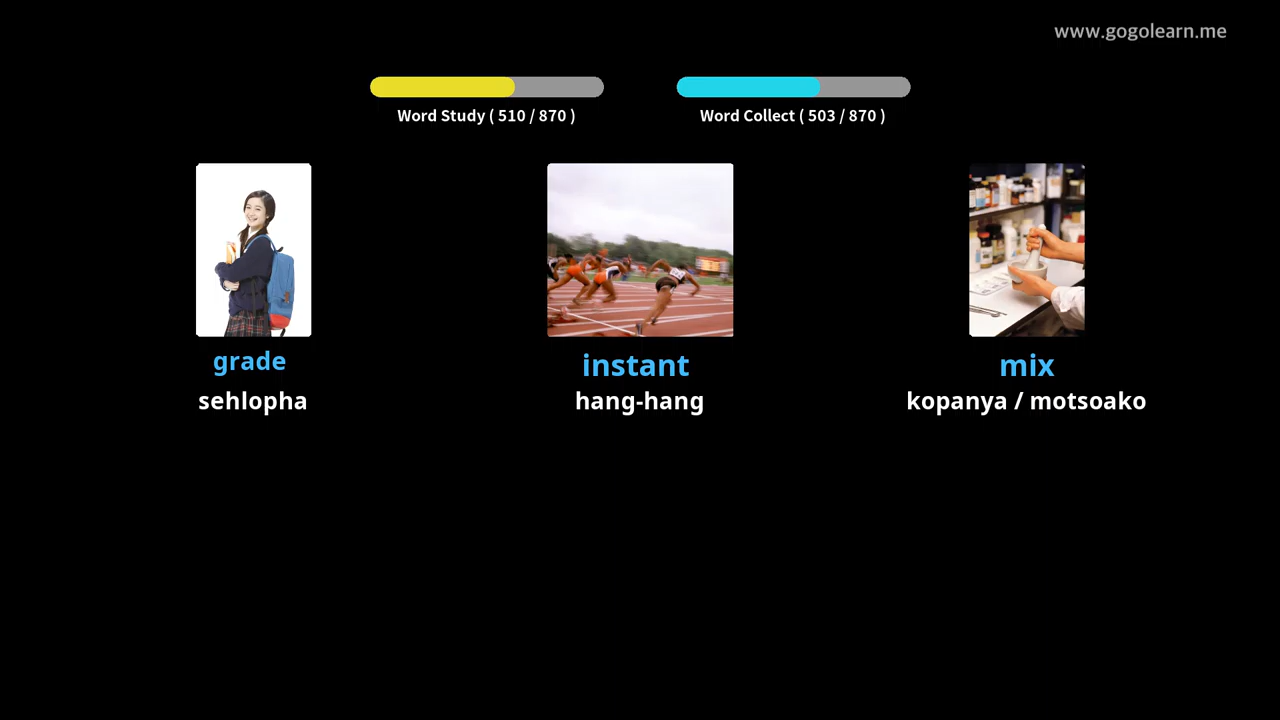 www.gogolearn.me
Word Study ( 510 / 870 )
Word Collect ( 503 / 870 )
grade
sehlopha
instant
hang-hang
mix
kopanya / motsoako